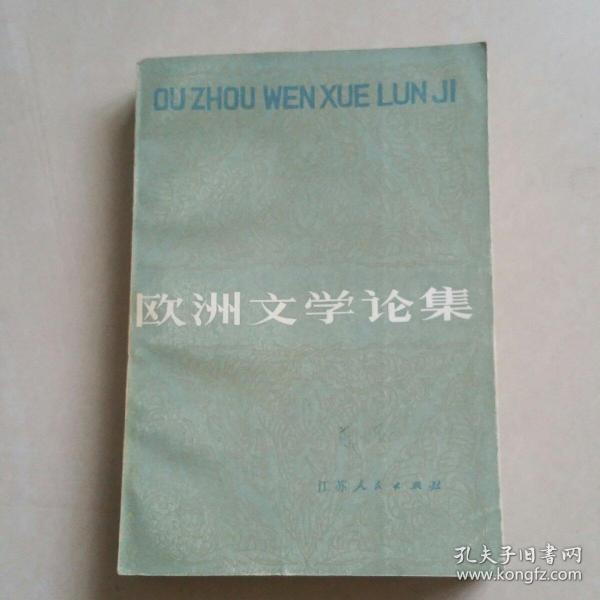 OU ZHOU WEN XUE LUN JI
欧洲文学论集
江苏人民出版社
孔夫子旧书网
www.kongfz.com